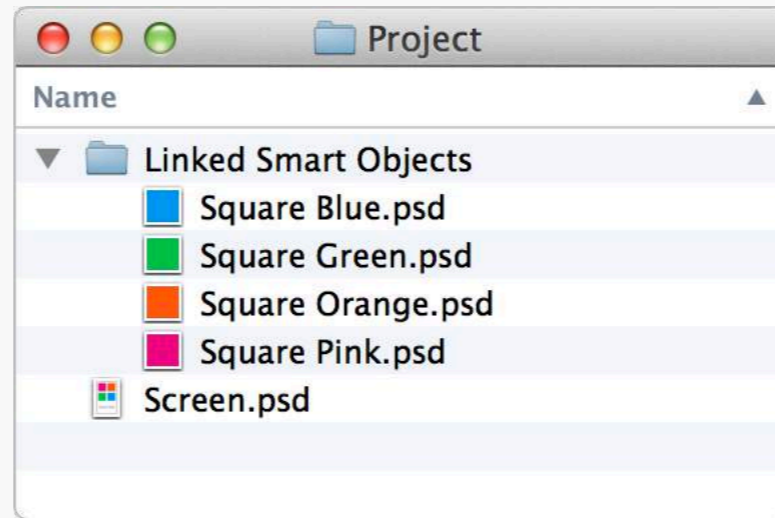 Project
Name
Linked Smart Objects
Square Blue.psd
Square Green.psd
Square Orange.psd
Square Pink.psd
Screen.psd